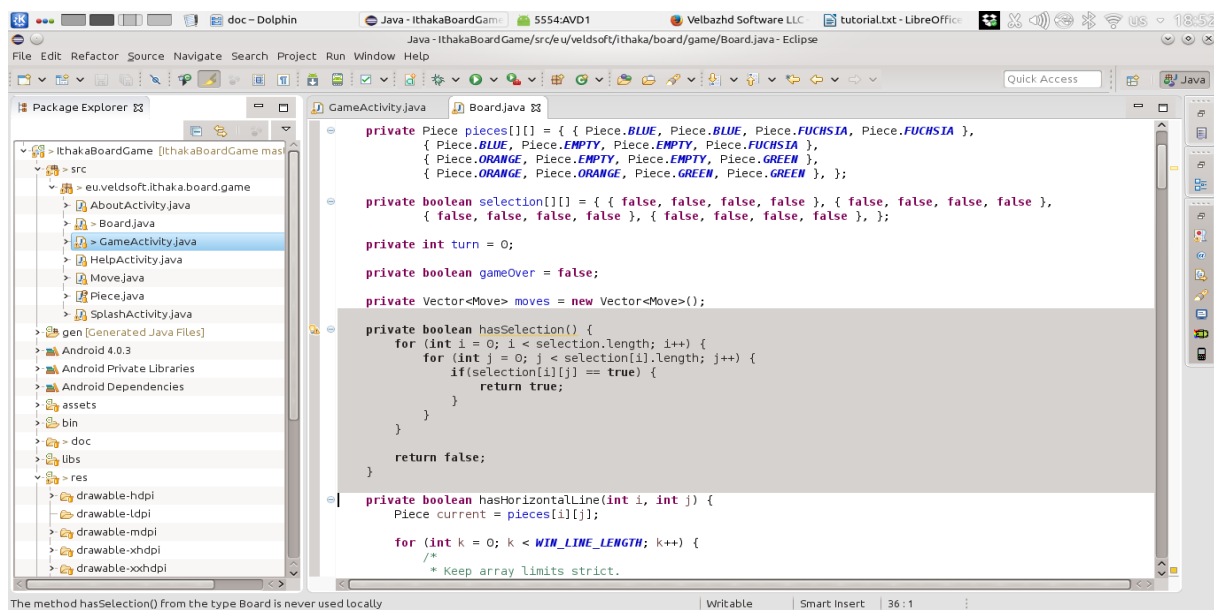 doc – Dolphin
Java - IthakaBoardGame
5554:AVD1
Velbazhd Software LLC
tutorial.txt - LibreOffice
US
18:52
Java - IthakaBoardGame/src/eu/veldsoft/ithaka/board/game/Board.java - Eclipse
File Edit Refactor Source Navigate Search Project Run Window Help
Quick Access
Java
Package Explorer
GameActivity.java
Board.java
> IthakaBoardGame [IthakaBoardGame mast
> src
> eu.veldsoft.ithaka.board.game
AboutActivity.java
> Board.java
> GameActivity.java
HelpActivity.java
Move.java
Piece.java
SplashActivity.java
gen [Generated Java Files]
Android 4.0.3
Android Private Libraries
Android Dependencies
assets
bin
> doc
libs
> res
drawable-hdpi
drawable-ldpi
drawable-mdpi
drawable-xhdpi
drawable-xxhdpi
private Piece pieces[][] = { { Piece.BLUE, Piece.BLUE, Piece.FUCHSIA, Piece.FUCHSIA },
{ Piece.BLUE, Piece.EMPTY, Piece.EMPTY, Piece.FUCHSIA },
{ Piece.ORANGE, Piece.EMPTY, Piece.EMPTY, Piece.GREEN },
{ Piece.ORANGE, Piece.ORANGE, Piece.GREEN, Piece.GREEN }, };
private boolean selection[][] = { { false, false, false, false }, { false, false, false, false },
{ false, false, false, false }, { false, false, false, false }, };
private int turn = 0;
private boolean gameOver = false;
private Vector<Move> moves = new Vector<Move>();
private boolean hasSelection() {
for (int i = 0; i < selection.length; i++) {
for (int j = 0; j < selection[i].length; j++) {
if(selection[i][j] == true) {
return true;
}
}
}
return false;
}
private boolean hasHorizontalLine(int i, int j) {
Piece current = pieces[i][j];
for (int k = 0; k < WIN_LINE_LENGTH; k++) {
/*
* Keep array limits strict.
The method hasSelection() from the type Board is never used locally
Writable
Smart Insert
36 : 1